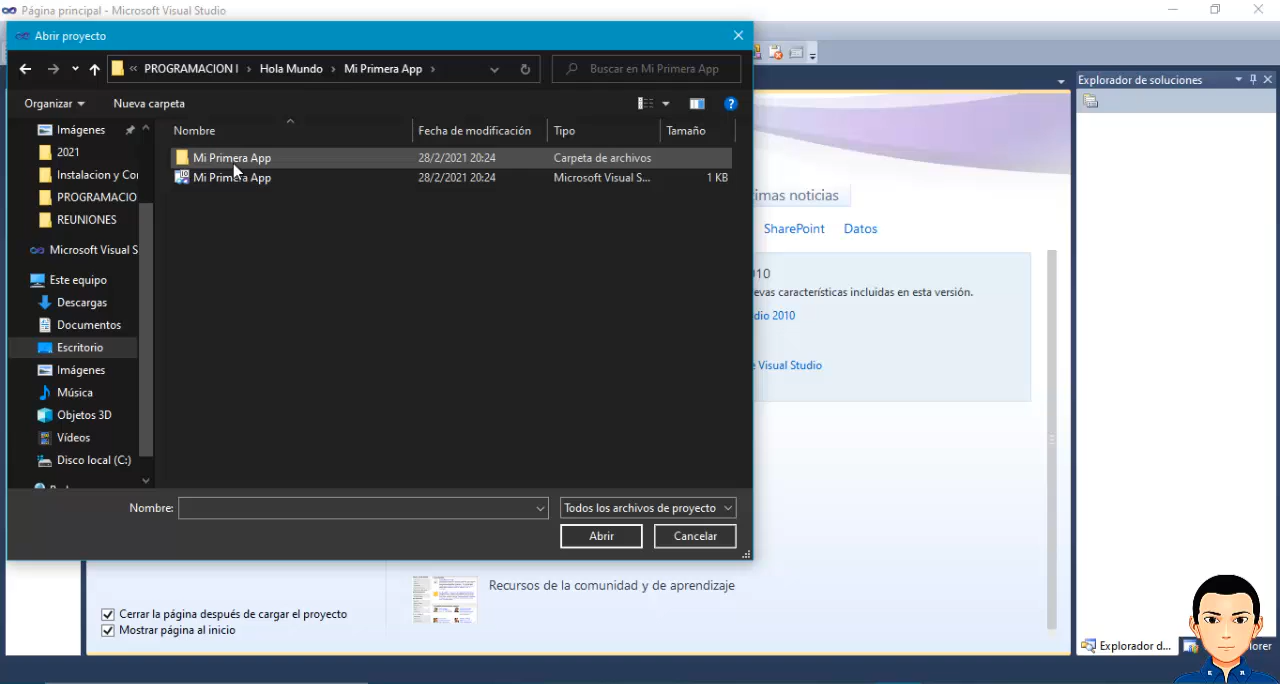 Página principal - Microsoft Visual Studio
Abrir proyecto
« PROGRAMACION I › Hola Mundo › Mi Primera App ›
Buscar en Mi Primera App
Organizar
Nueva carpeta
Nombre
Fecha de modificación
Tipo
Tamaño
Mi Primera App
28/2/2021 20:24
Carpeta de archivos
Mi Primera App
28/2/2021 20:24
Microsoft Visual S...
1 KB
Imágenes
2021
Instalacion y Co
PROGRAMACIO
REUNIONES
Microsoft Visual S
Este equipo
Descargas
Documentos
Escritorio
Imágenes
Música
Objetos 3D
Vídeos
Disco local (C:)
Nombre:
Todos los archivos de proyecto
Abrir
Cancelar
Explorador de soluciones
timas noticias
SharePoint
Datos
010
evas características incluidas en esta versión.
dio 2010
e Visual Studio
Recursos de la comunidad y de aprendizaje
Cerrar la página después de cargar el proyecto
Mostrar página al inicio
Explorador d...
lorer